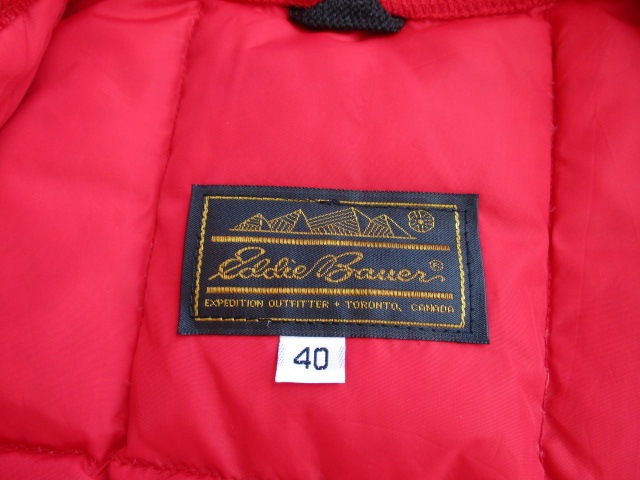 Eddie Bauer®
EXPEDITION OUTFITTER + TORONTO, CANADA
40